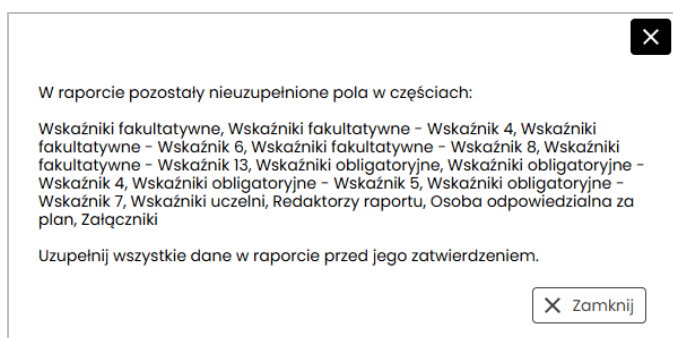 W raporcie pozostały nieuzupełnione pola w częściach:
Wskaźniki fakultatywne, Wskaźniki fakultatywne - Wskaźnik 4, Wskaźniki
fakultatywne - Wskaźnik 6, Wskaźniki fakultatywne - Wskaźnik 8, Wskaźniki
fakultatywne - Wskaźnik 13, Wskaźniki obligatoryjne, Wskaźniki obligatoryjne -
Wskaźnik 4, Wskaźniki obligatoryjne - Wskaźnik 5, Wskaźniki obligatoryjne -
Wskaźnik 7, Wskaźniki uczelni, Redaktorzy raportu, Osoba odpowiedzialna za
plan, Załączniki
Uzupełnij wszystkie dane w raporcie przed jego zatwierdzeniem.
Zamknij